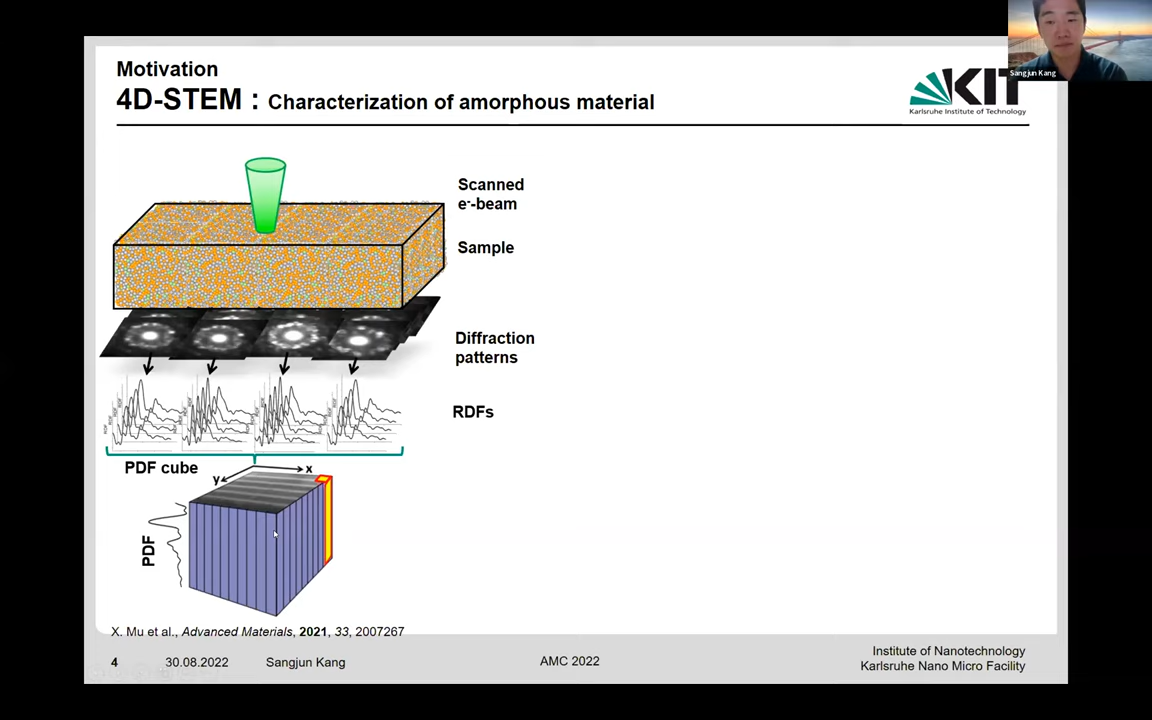 Motivation
4D-STEM : Characterization of amorphous material
Sangjun Kang
KIT
Karlsruhe Institute of Technology
Scanned
e⁻-beam
Sample
Diffraction
patterns
RDFs
PDF cube
x
y
PDF
X. Mu et al., Advanced Materials, 2021, 33, 2007267
4
30.08.2022
Sangjun Kang
AMC 2022
Institute of Nanotechnology
Karlsruhe Nano Micro Facility